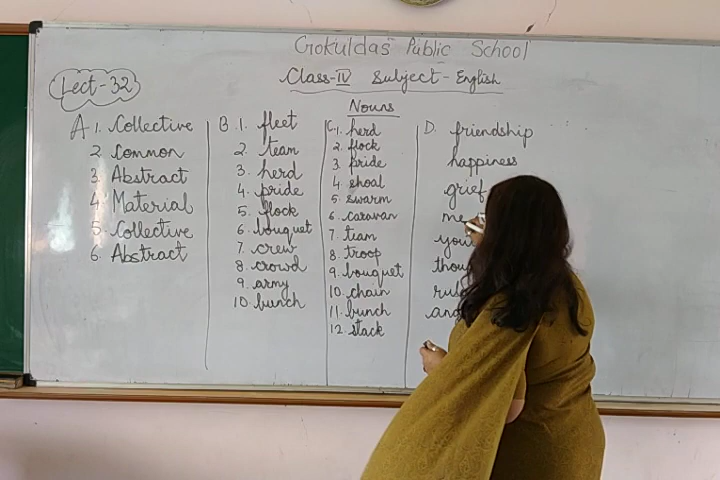 Gokuldas Public School
Class-IV Subject - English
Lect-32
Nouns
A 1. Collective
2. Common
3. Abstract
4. Material
5. Collective
6. Abstract
B. 1. fleet
2. team
3. herd
4. pride
5. flock
6. bouquet
7. crew
8. crowd
9. army
10. bunch
C. 1. herd
2. flock
3. pride
4. shoal
5. swarm
6. caravan
7. team
8. troop
9. bouquet
10. chain
11. bunch
12. stack
D. friendship
happiness
grief